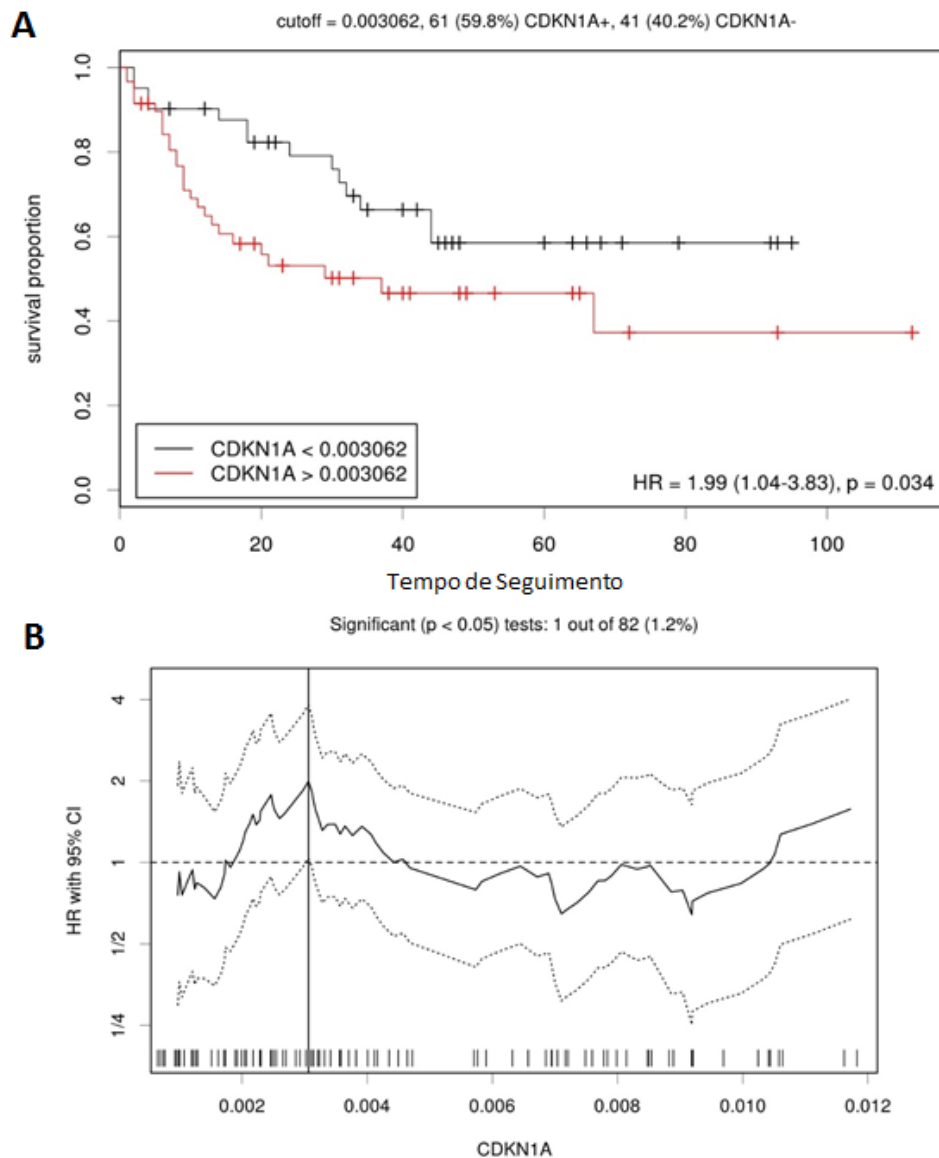 A
cutoff = 0.003062, 61 (59.8%) CDKN1A+, 41 (40.2%) CDKN1A-
survival proportion
1.0
0.8
0.6
0.4
0.2
0.0
CDKN1A < 0.003062
CDKN1A > 0.003062
HR = 1.99 (1.04-3.83), p = 0.034
0 20 40 60 80 100
Tempo de Seguimento
B
Significant (p < 0.05) tests: 1 out of 82 (1.2%)
HR with 95% CI
4
2
1
1/2
1/4
0.002 0.004 0.006 0.008 0.010 0.012
CDKN1A